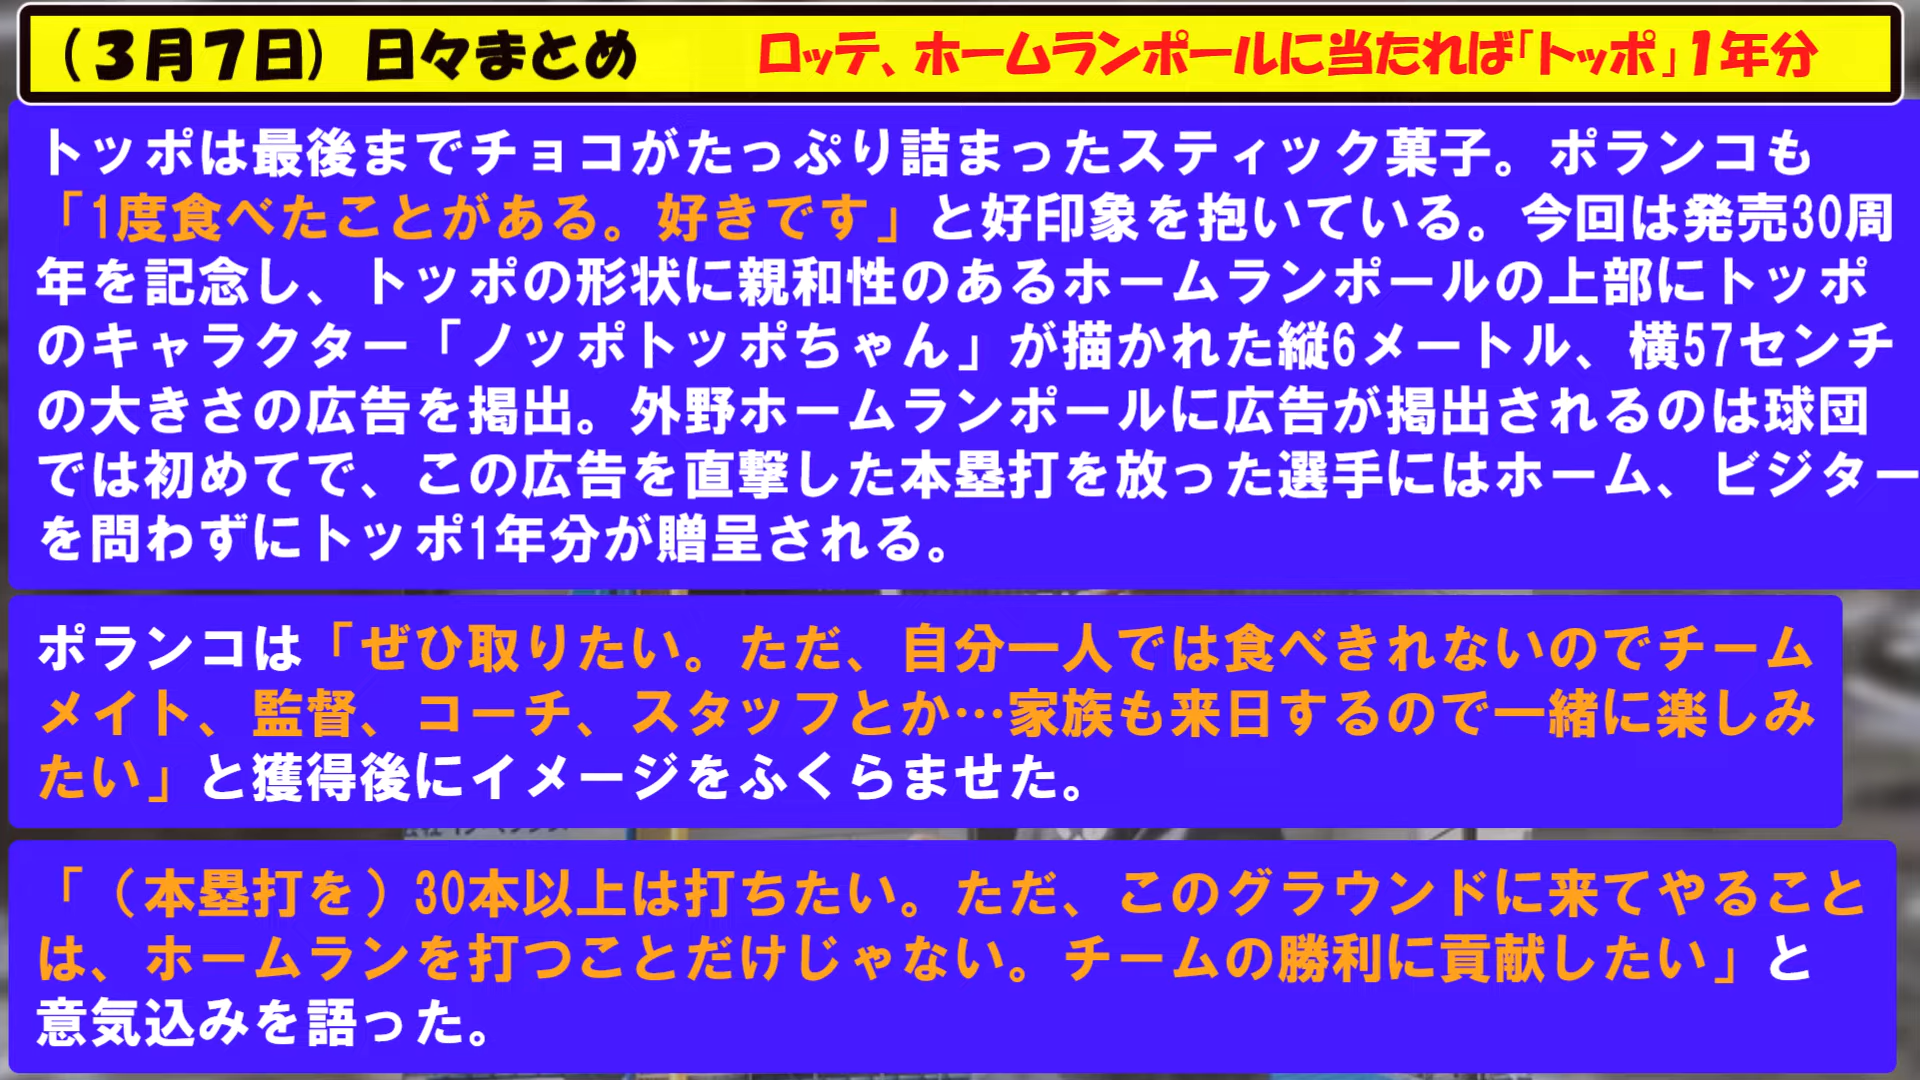 （３月７日）日々まとめ　ロッテ、ホームランポールに当たれば「トッポ」１年分
トッポは最後までチョコがたっぷり詰まったスティック菓子。ポランコも
「1度食べたことがある。好きです」と好印象を抱いている。今回は発売30周
年を記念し、トッポの形状に親和性のあるホームランポールの上部にトッポ
のキャラクター「ノッポトッポちゃん」が描かれた縦6メートル、横57センチ
の大きさの広告を掲出。外野ホームランポールに広告が掲出されるのは球団
では初めてで、この広告を直撃した本塁打を放った選手にはホーム、ビジター
を問わずにトッポ1年分が贈呈される。
ポランコは「ぜひ取りたい。ただ、自分一人では食べきれないのでチーム
メイト、監督、コーチ、スタッフとか…家族も来日するので一緒に楽しみ
たい」と獲得後にイメージをふくらませた。
「（本塁打を）30本以上は打ちたい。ただ、このグラウンドに来てやること
は、ホームランを打つことだけじゃない。チームの勝利に貢献したい」と
意気込みを語った。